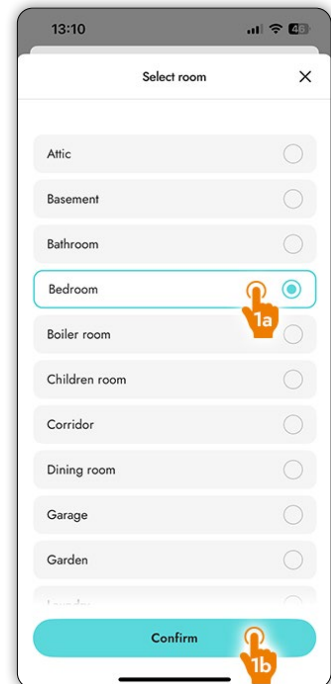 13:10
46
Select room
Attic
Basement
Bathroom
Bedroom
1a
Boiler room
Children room
Corridor
Dining room
Garage
Garden
Confirm
1b